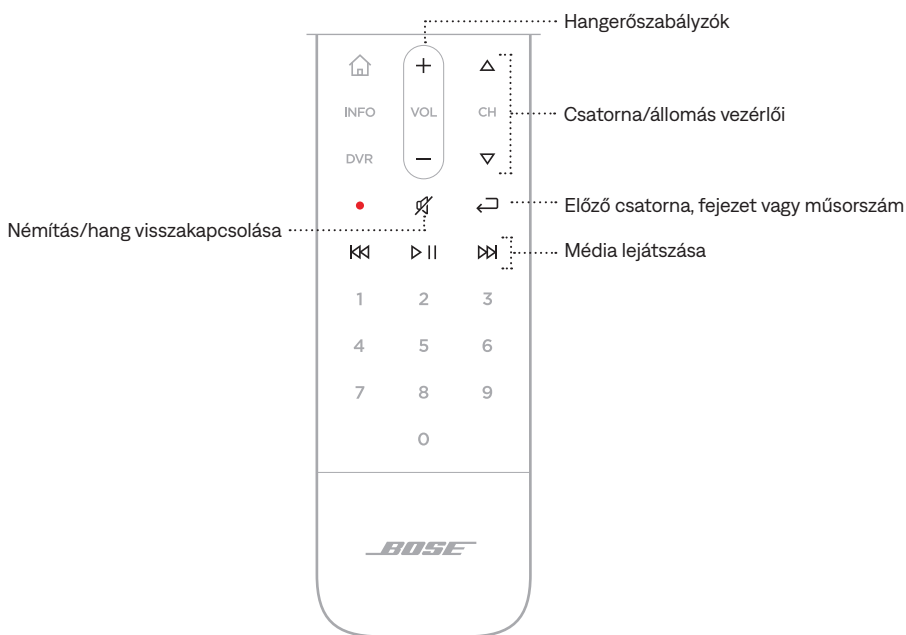 Hangerőszabályzók
INFO
VOL
CH
Csatorna/állomás vezérlői
DVR
Előző csatorna, fejezet vagy műsorszám
Némítás/hang visszakapcsolása
Média lejátszása
1 2 3
4 5 6
7 8 9
0
BOSE